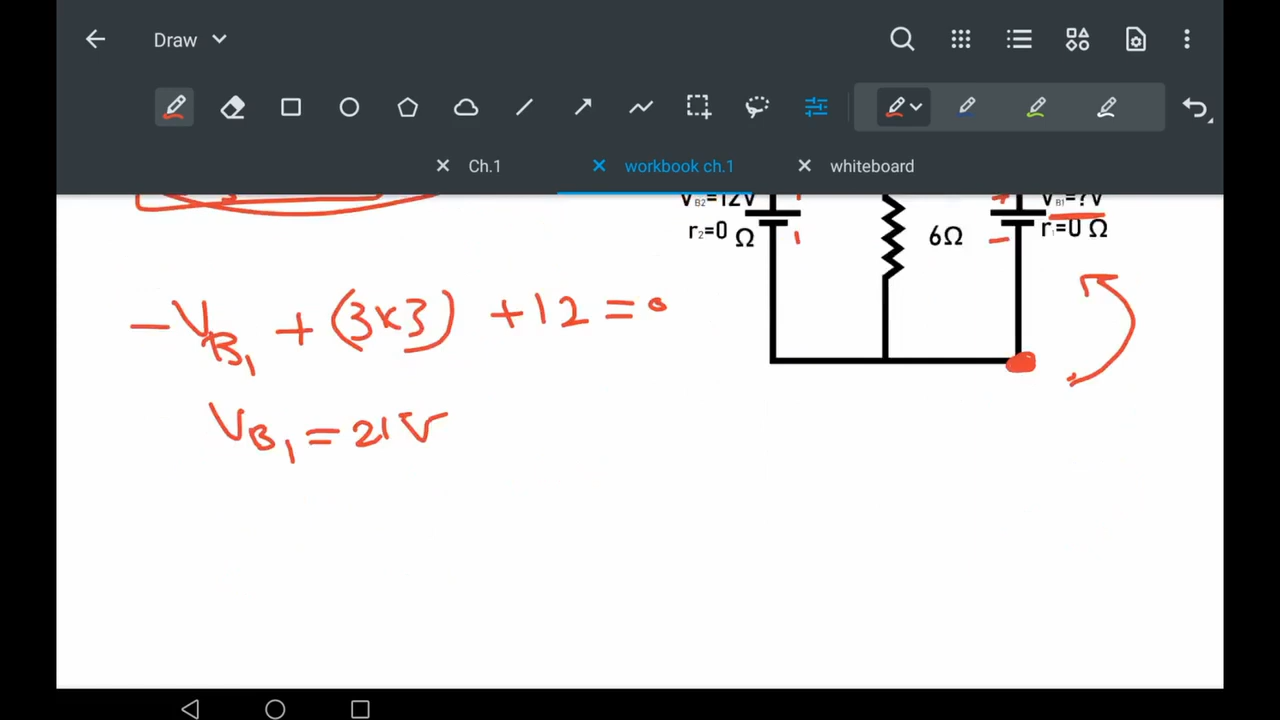 Draw
Ch.1
workbook ch.1
whiteboard
VB2=12V
r2=0 Ω
6Ω
VB1=?V
r1=0 Ω
+
-
-VB1 + (3x3) +12=0
VB1=21V